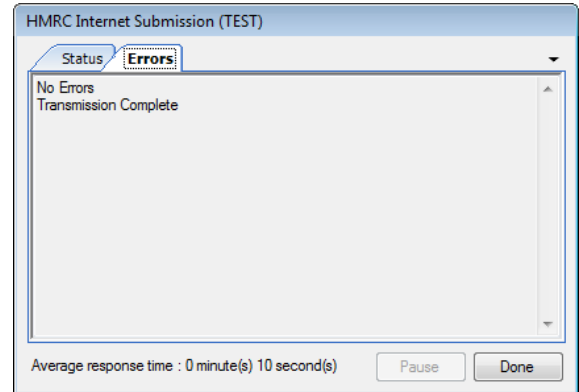 HMRC Internet Submission (TEST)
Status Errors
No Errors
Transmission Complete
Average response time : 0 minute(s) 10 second(s) Pause Done